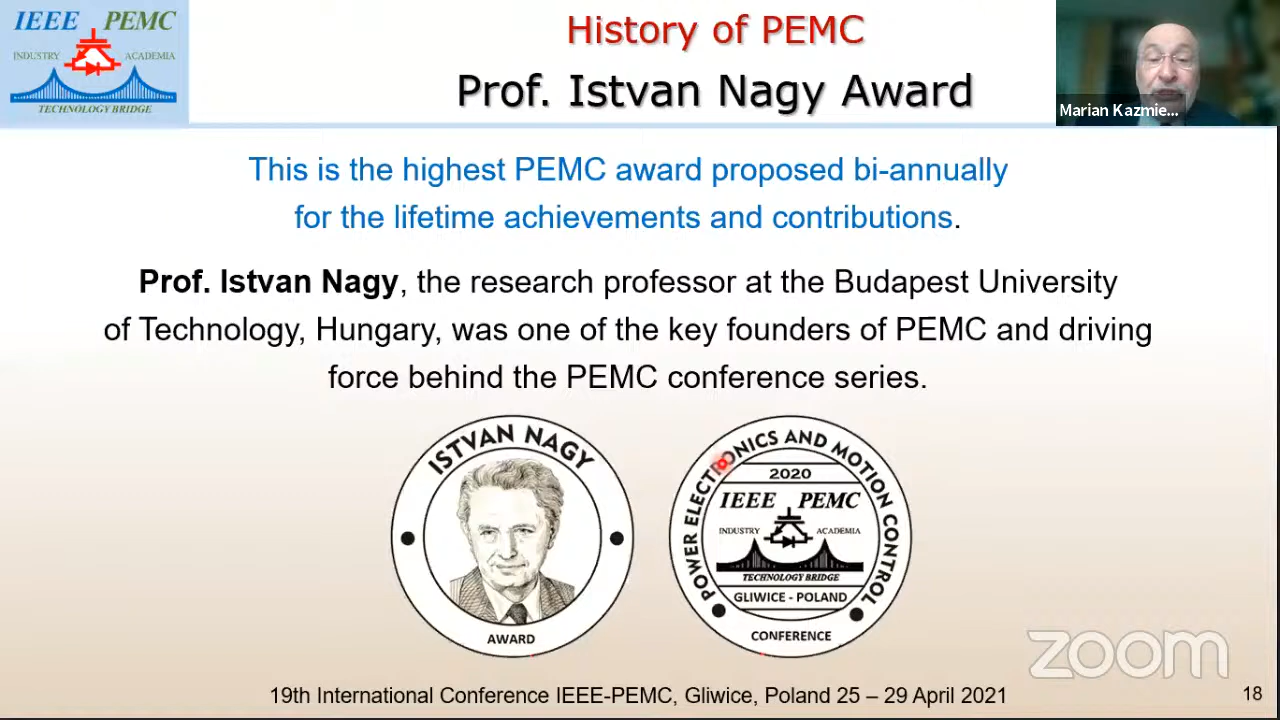 IEEE PEMC
INDUSTRY ACADEMIA
TECHNOLOGY BRIDGE
History of PEMC
Prof. Istvan Nagy Award
Marian Kazmie...
This is the highest PEMC award proposed bi-annually
for the lifetime achievements and contributions.
Prof. Istvan Nagy, the research professor at the Budapest University
of Technology, Hungary, was one of the key founders of PEMC and driving
force behind the PEMC conference series.
ISTVAN NAGY
AWARD
POWER ELECTRONICS AND MOTION CONTROL
2020
IEEE PEMC
INDUSTRY ACADEMIA
TECHNOLOGY BRIDGE
GLIWICE - POLAND
CONFERENCE
zoom
19th International Conference IEEE-PEMC, Gliwice, Poland 25 – 29 April 2021
18